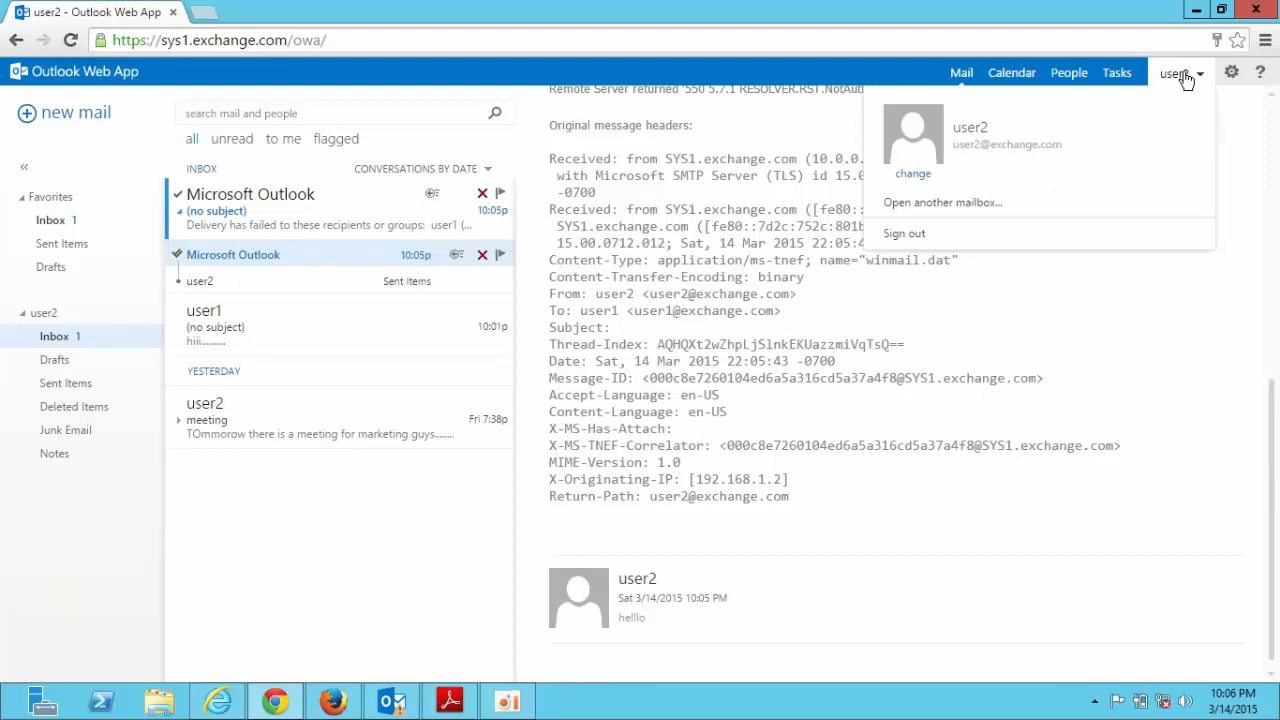 user2 - Outlook Web App
https://sys1.exchange.com/owa/
Outlook Web App
Mail
Calendar
People
Tasks
?
new mail
search mail and people
all
unread
to me
flagged
«
INBOX
CONVERSATIONS BY DATE
Favorites
Inbox 1
Sent Items
Drafts
user2
Inbox 1
Drafts
Sent Items
Deleted Items
Junk Email
Notes
Microsoft Outlook
(no subject)
10:05p
Delivery has failed to these recipients or groups: user1 (...
Microsoft Outlook
10:05p
user2
Sent Items
user1
(no subject)
10:01p
hiii..........
YESTERDAY
user2
meeting
Fri 7:38p
TOmmorow there is a meeting for marketing guys.......
Remote Server returned '550 5.7.1 RESOLVER.RST.NotAut
Original message headers:
Received: from SYS1.exchange.com (10.0.0.
with Microsoft SMTP Server (TLS) id 15.0
-0700
Received: from SYS1.exchange.com ([fe80::
SYS1.exchange.com ([fe80::7d2c:752c:801b
15.00.0712.012; Sat, 14 Mar 2015 22:05:4
Content-Type: application/ms-tnef; name="winmail.dat"
Content-Transfer-Encoding: binary
From: user2 <user2@exchange.com>
To: user1 <user1@exchange.com>
Subject:
Thread-Index: AQHQXt2wZhpLjSlnkEKUazzmiVqTsQ==
Date: Sat, 14 Mar 2015 22:05:43 -0700
Message-ID: <000c8e7260104ed6a5a316cd5a37a4f8@SYS1.exchange.com>
Accept-Language: en-US
Content-Language: en-US
X-MS-Has-Attach:
X-MS-TNEF-Correlator: <000c8e7260104ed6a5a316cd5a37a4f8@SYS1.exchange.com>
MIME-Version: 1.0
X-Originating-IP: [192.168.1.2]
Return-Path: user2@exchange.com
user2
Sat 3/14/2015 10:05 PM
helllo
user2
user2@exchange.com
change
Open another mailbox...
Sign out
10:06 PM
3/14/2015